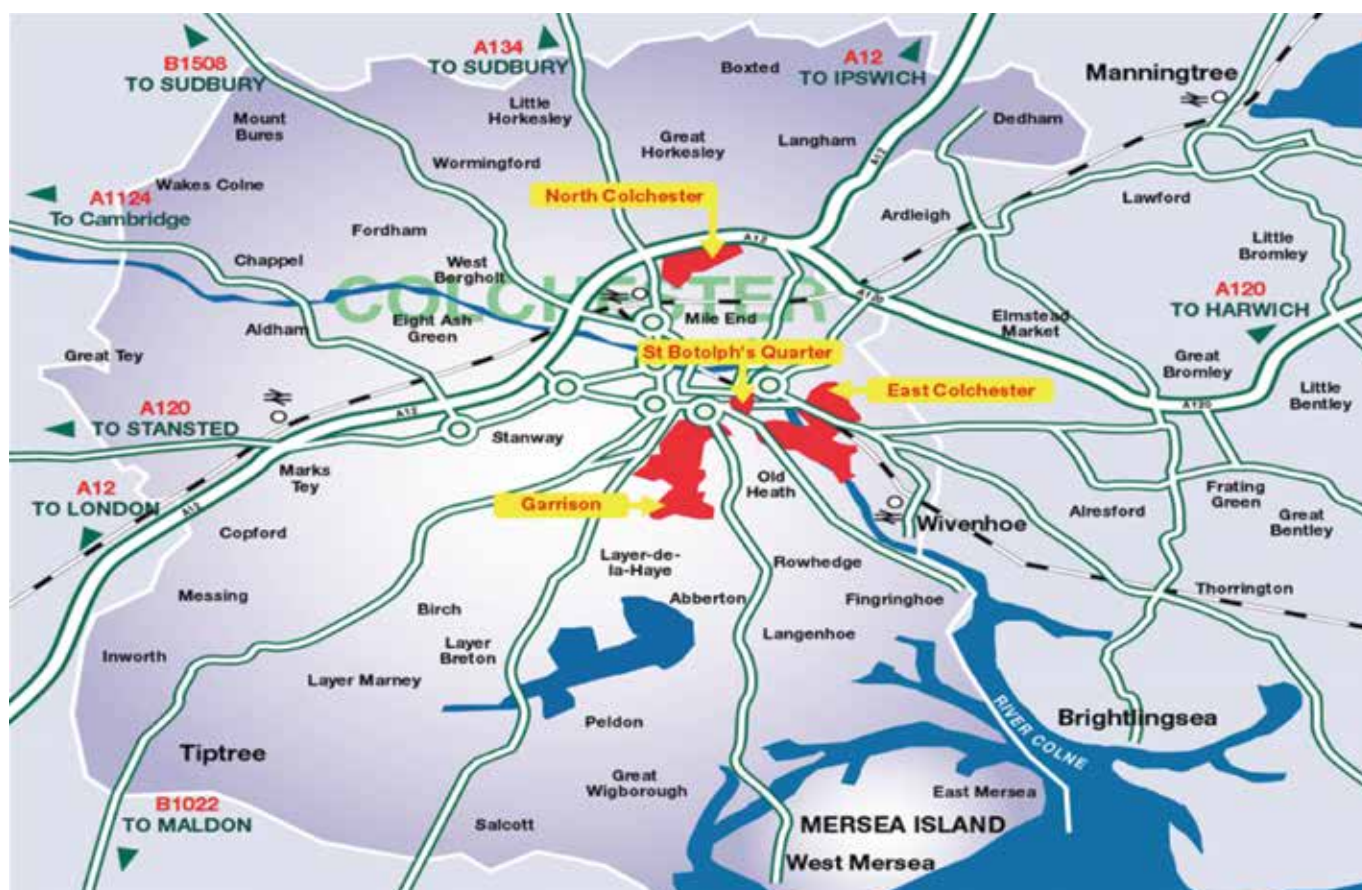 B1508
TO SUDBURY
A134
TO SUDBURY
A12
TO IPSWICH
Boxted
Manningtree
Mount
Bures
Little
Horkesley
Great
Horkesley
Langham
Dedham
A12
Wormingford
Wakes Colne
A1124
To Cambridge
North Colchester
Lawford
Ardleigh
Fordham
A12
Little
Bromley
Chappel
West
Bergholt
COLCHESTER
A120
A120
TO HARWICH
Aldham
Eight Ash
Green
Mile End
Elmstead
Market
Great Tey
St Botolph's Quarter
Great
Bromley
East Colchester
Little
Bentley
A120
A120
TO STANSTED
A12
Stanway
Marks
Tey
Old
Heath
A12
TO LONDON
A12
Garrison
Frating
Green
Great
Bentley
Alresford
Wivenhoe
Copford
Layer-de-
la-Haye
Rowhedge
Messing
Birch
Abberton
Fingringhoe
Thorrington
Langenhoe
Inworth
Layer
Breton
Layer Marney
Peldon
RIVER COLNE
Brightlingsea
Tiptree
Great
Wigborough
East Mersea
B1022
TO MALDON
Salcott
MERSEA ISLAND
West Mersea